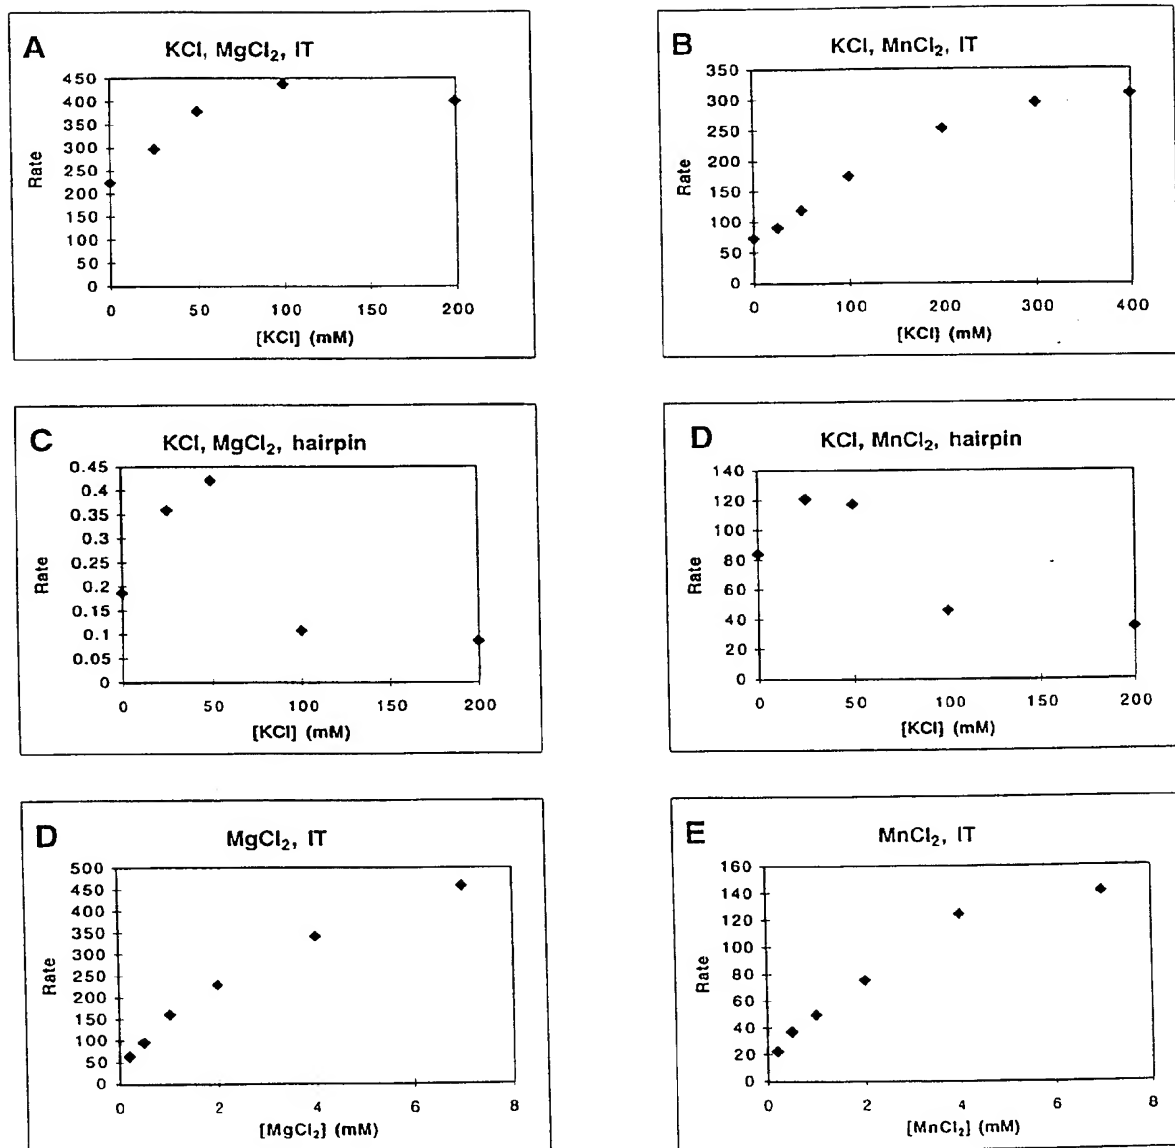 A
KCl, MgCl₂, IT
450
400
350
300
250
200
150
100
50
0
Rate
0 50 100 150 200
[KCl] (mM)
B
KCl, MnCl₂, IT
350
300
250
200
150
100
50
0
Rate
0 100 200 300 400
[KCl} (mM)
C
KCl, MgCl₂, hairpin
0.45
0.4
0.35
0.3
0.25
0.2
0.15
0.1
0.05
0
Rate
0 50 100 150 200
[KCl] (mM)
D
KCl, MnCl₂, hairpin
140
120
100
80
60
40
20
0
Rate
0 50 100 150 200
[KCl] (mM)
D
MgCl₂, IT
500
450
400
350
300
250
200
150
100
50
0
Rate
0 2 4 6 8
[MgCl₂] (mM)
E
MnCl₂, IT
160
140
120
100
80
60
40
20
0
Rate
0 2 4 6 8
[MnCl₂] (mM)